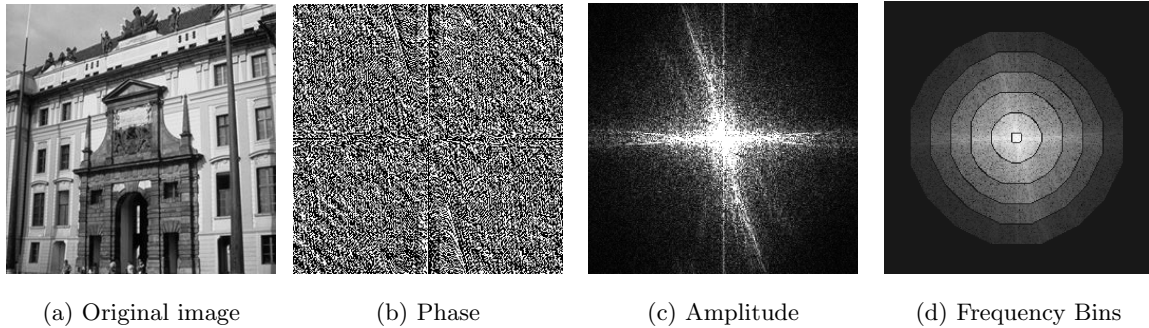 (a) Original image
(b) Phase
(c) Amplitude
(d) Frequency Bins